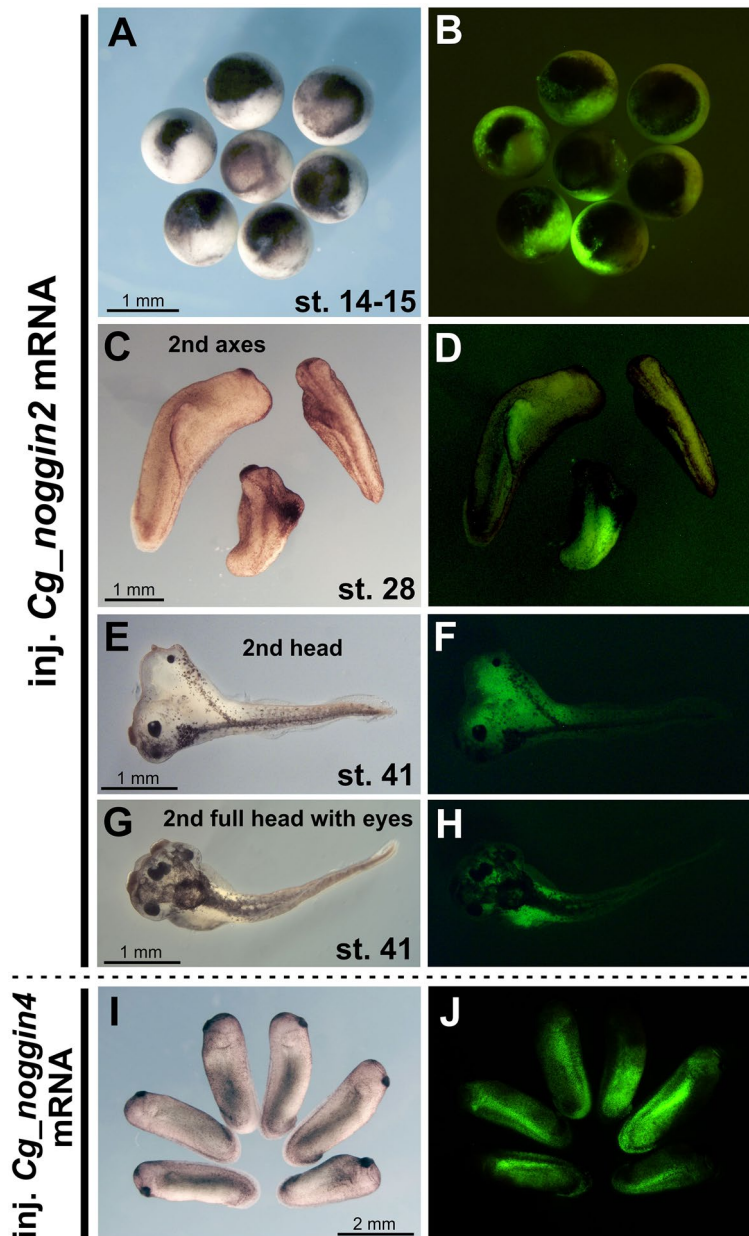 inj. Cg_noggin2 mRNA
A
1 mm
st. 14-15
B
C
2nd axes
1 mm
st. 28
D
E
2nd head
1 mm
st. 41
F
G
2nd full head with eyes
1 mm
st. 41
H
inj. Cg_noggin4
mRNA
I
2 mm
J